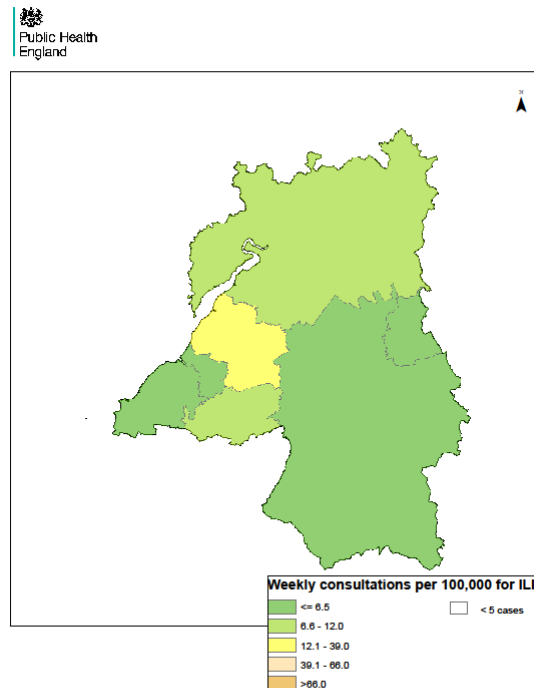 Public Health
England
N
Weekly consultations per 100,000 for ILI
<= 6.5
< 5 cases
6.6 - 12.0
12.1 - 39.0
39.1 - 66.0
>66.0